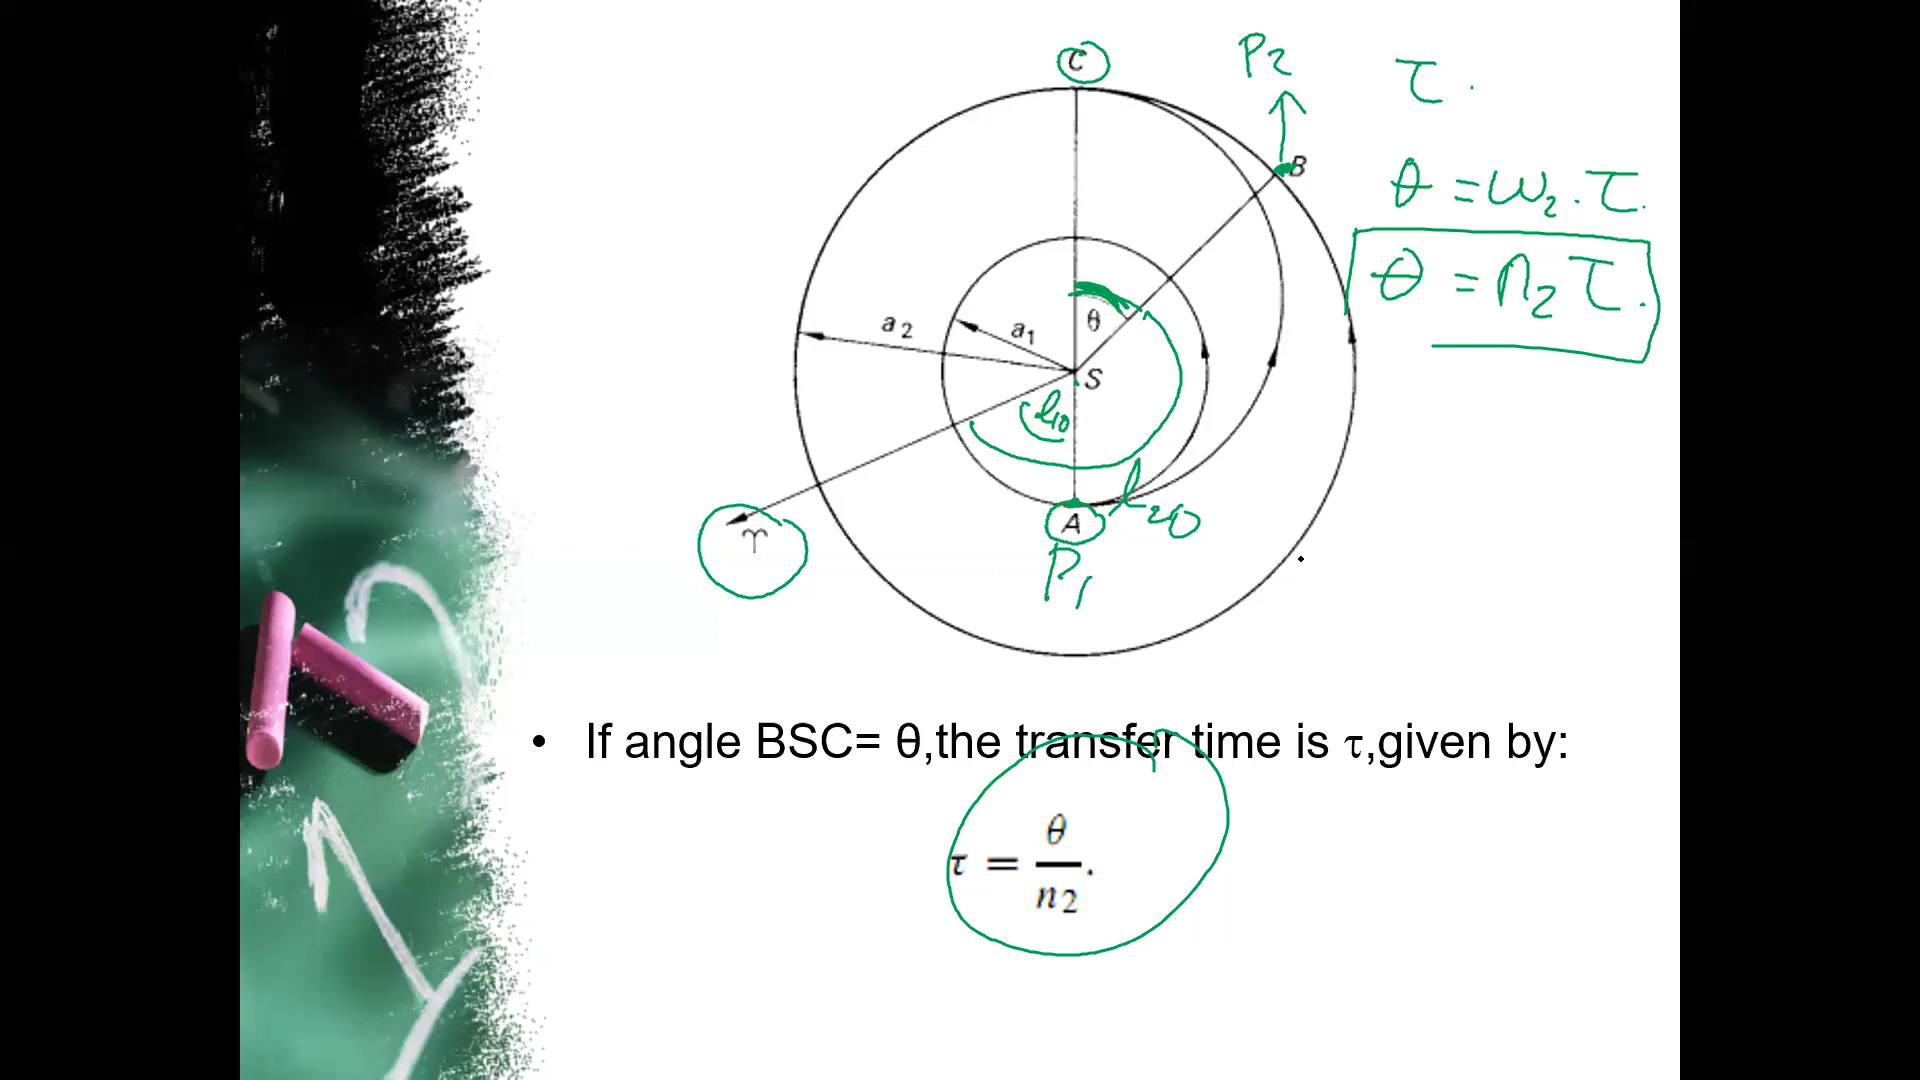 C
P2
τ.
B
θ = ω₂.τ.
θ = n₂ τ.
a₂
a₁
θ
S
l₁₀
A
l₂₀
♈
P₁
• If angle BSC= θ,the transfer time is τ,given by:
τ = θ/n₂.